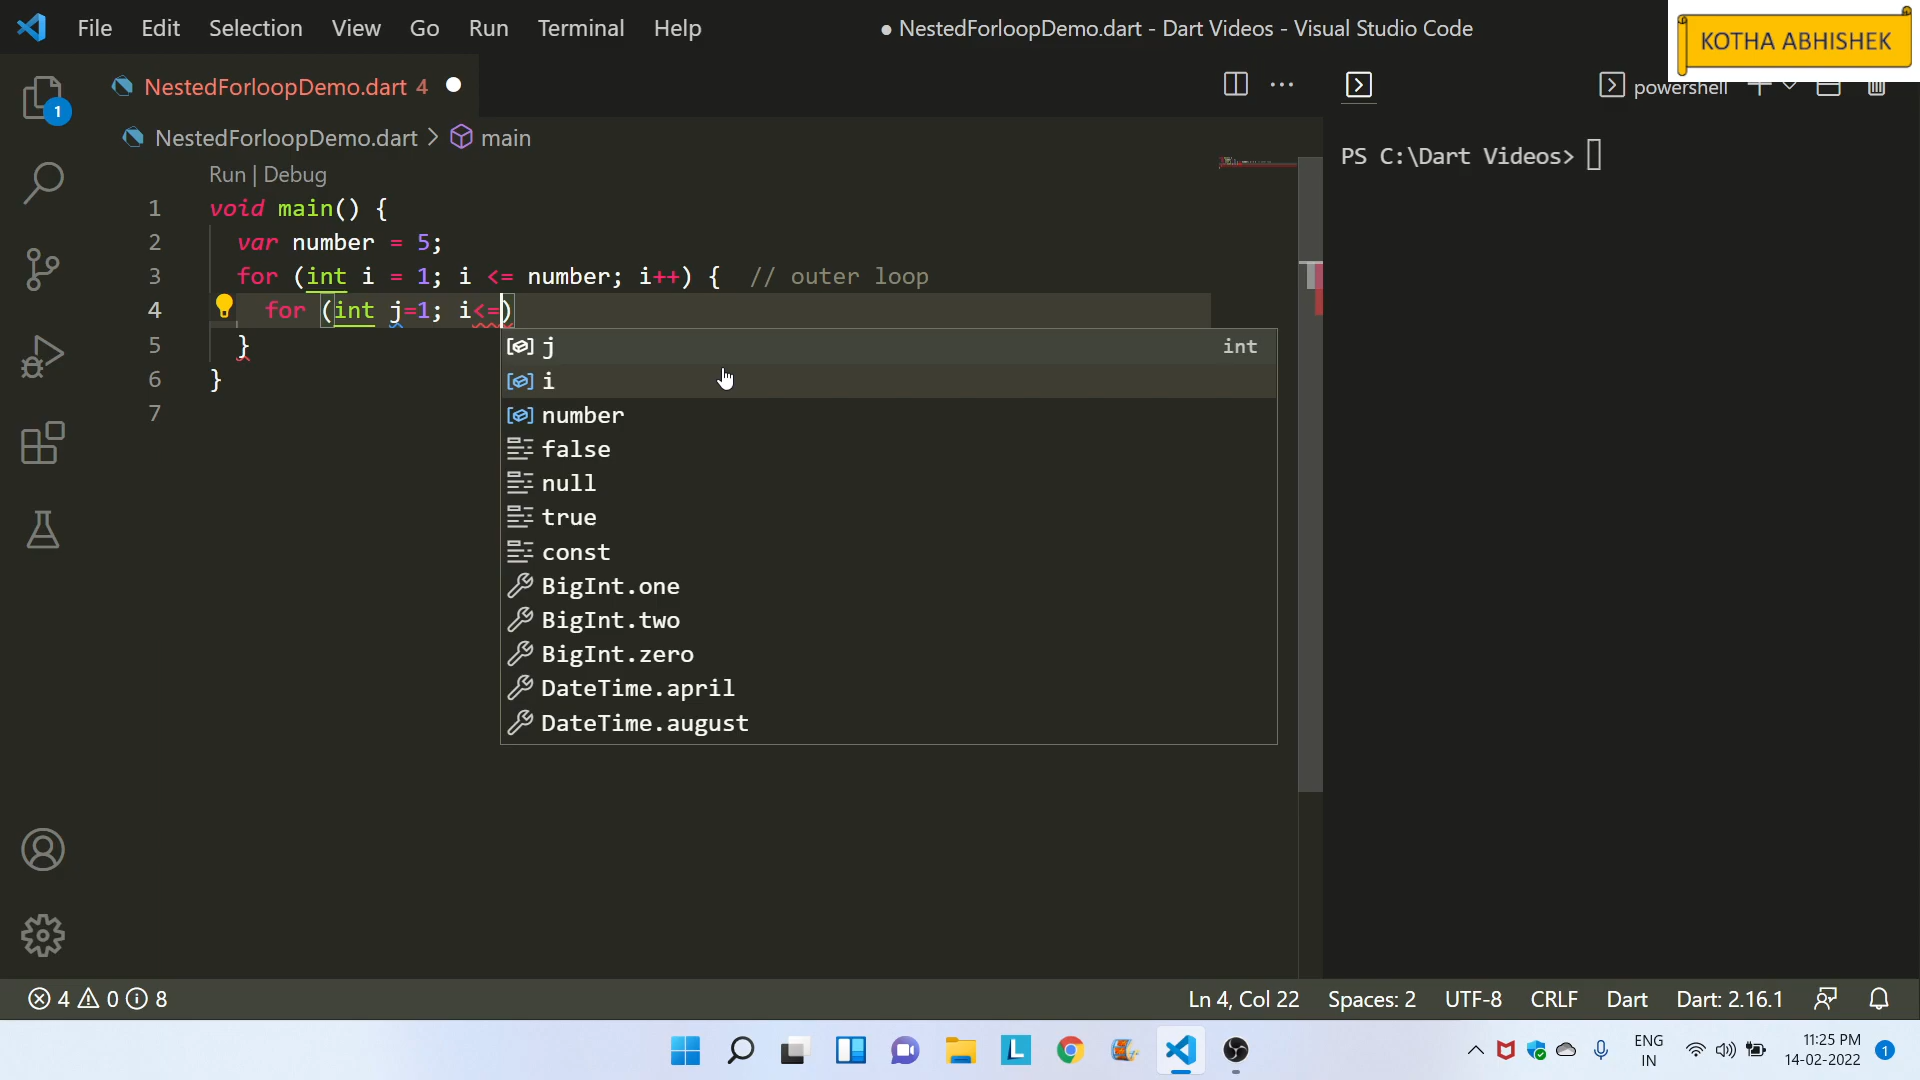 File Edit Selection View Go Run Terminal Help
● NestedForloopDemo.dart - Dart Videos - Visual Studio Code
KOTHA ABHISHEK
1
NestedForloopDemo.dart 4
powershell
NestedForloopDemo.dart > main
PS C:\Dart Videos>
Run | Debug
1 void main() {
2 var number = 5;
3 for (int i = 1; i <= number; i++) { // outer loop
4 for (int j=1; i<=)
5 }
6 }
7
j int
i
number
false
null
true
const
BigInt.one
BigInt.two
BigInt.zero
DateTime.april
DateTime.august
4 0 8
Ln 4, Col 22 Spaces: 2 UTF-8 CRLF Dart Dart: 2.16.1
L
ENG
IN
11:25 PM
14-02-2022
1